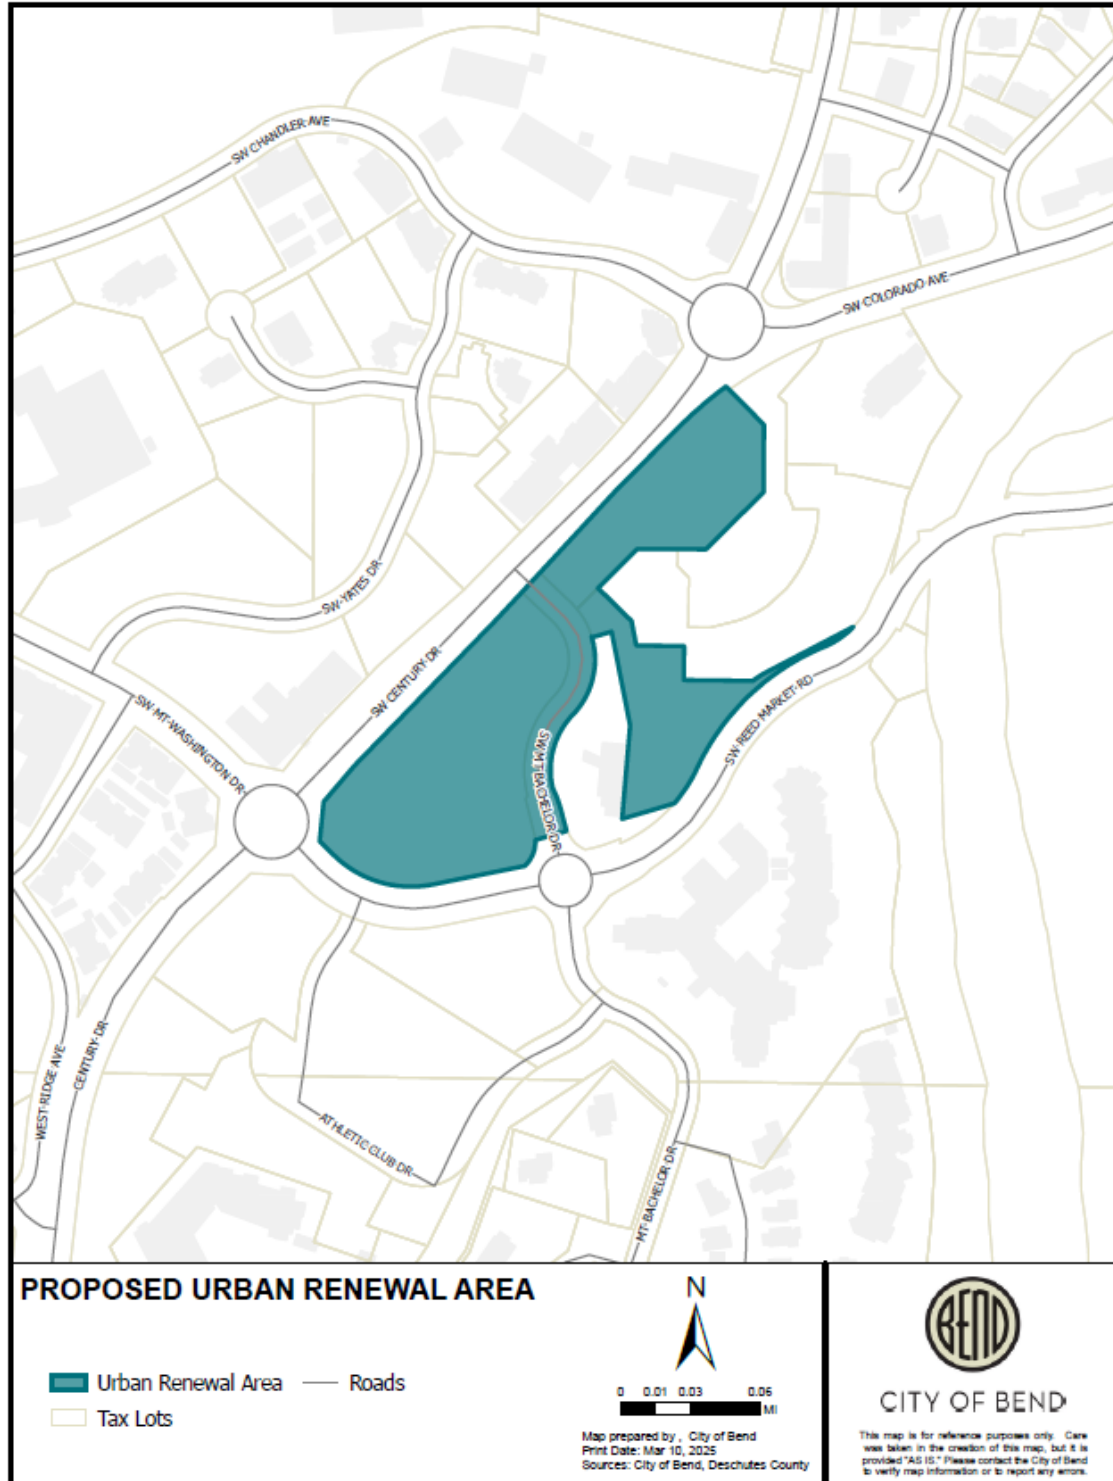 SW CHANDLER AVE
SW COLORADO AVE
SW YATES DR
SW CENTURY DR
SW MT WASHINGTON DR
SW REED MARKET RD
SW MT BACHELOR DR
WEST RIDGE AVE
CENTURY DR
ATHLETIC CLUB DR
MT BACHELOR DR
PROPOSED URBAN RENEWAL AREA
Urban Renewal Area
Roads
Tax Lots
N
0 0.01 0.03 0.06
MI
Map prepared by , City of Bend
Print Date: Mar 10, 2025
Sources: City of Bend, Deschutes County
BEND
CITY OF BEND
This map is for reference purposes only. Care
was taken in the creation of this map, but it is
provided "AS IS." Please contact the City of Bend
to verify map information or to report any errors.